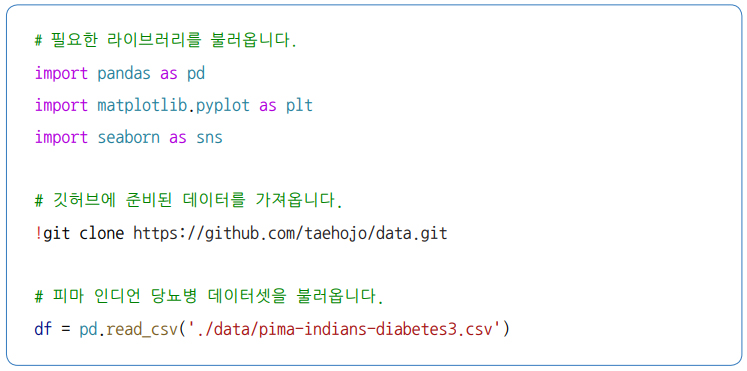 # 필요한 라이브러리를 불러옵니다.
import pandas as pd
import matplotlib.pyplot as plt
import seaborn as sns
# 깃허브에 준비된 데이터를 가져옵니다.
!git clone https://github.com/taehojo/data.git
# 피마 인디언 당뇨병 데이터셋을 불러옵니다.
df = pd.read_csv('./data/pima-indians-diabetes3.csv')